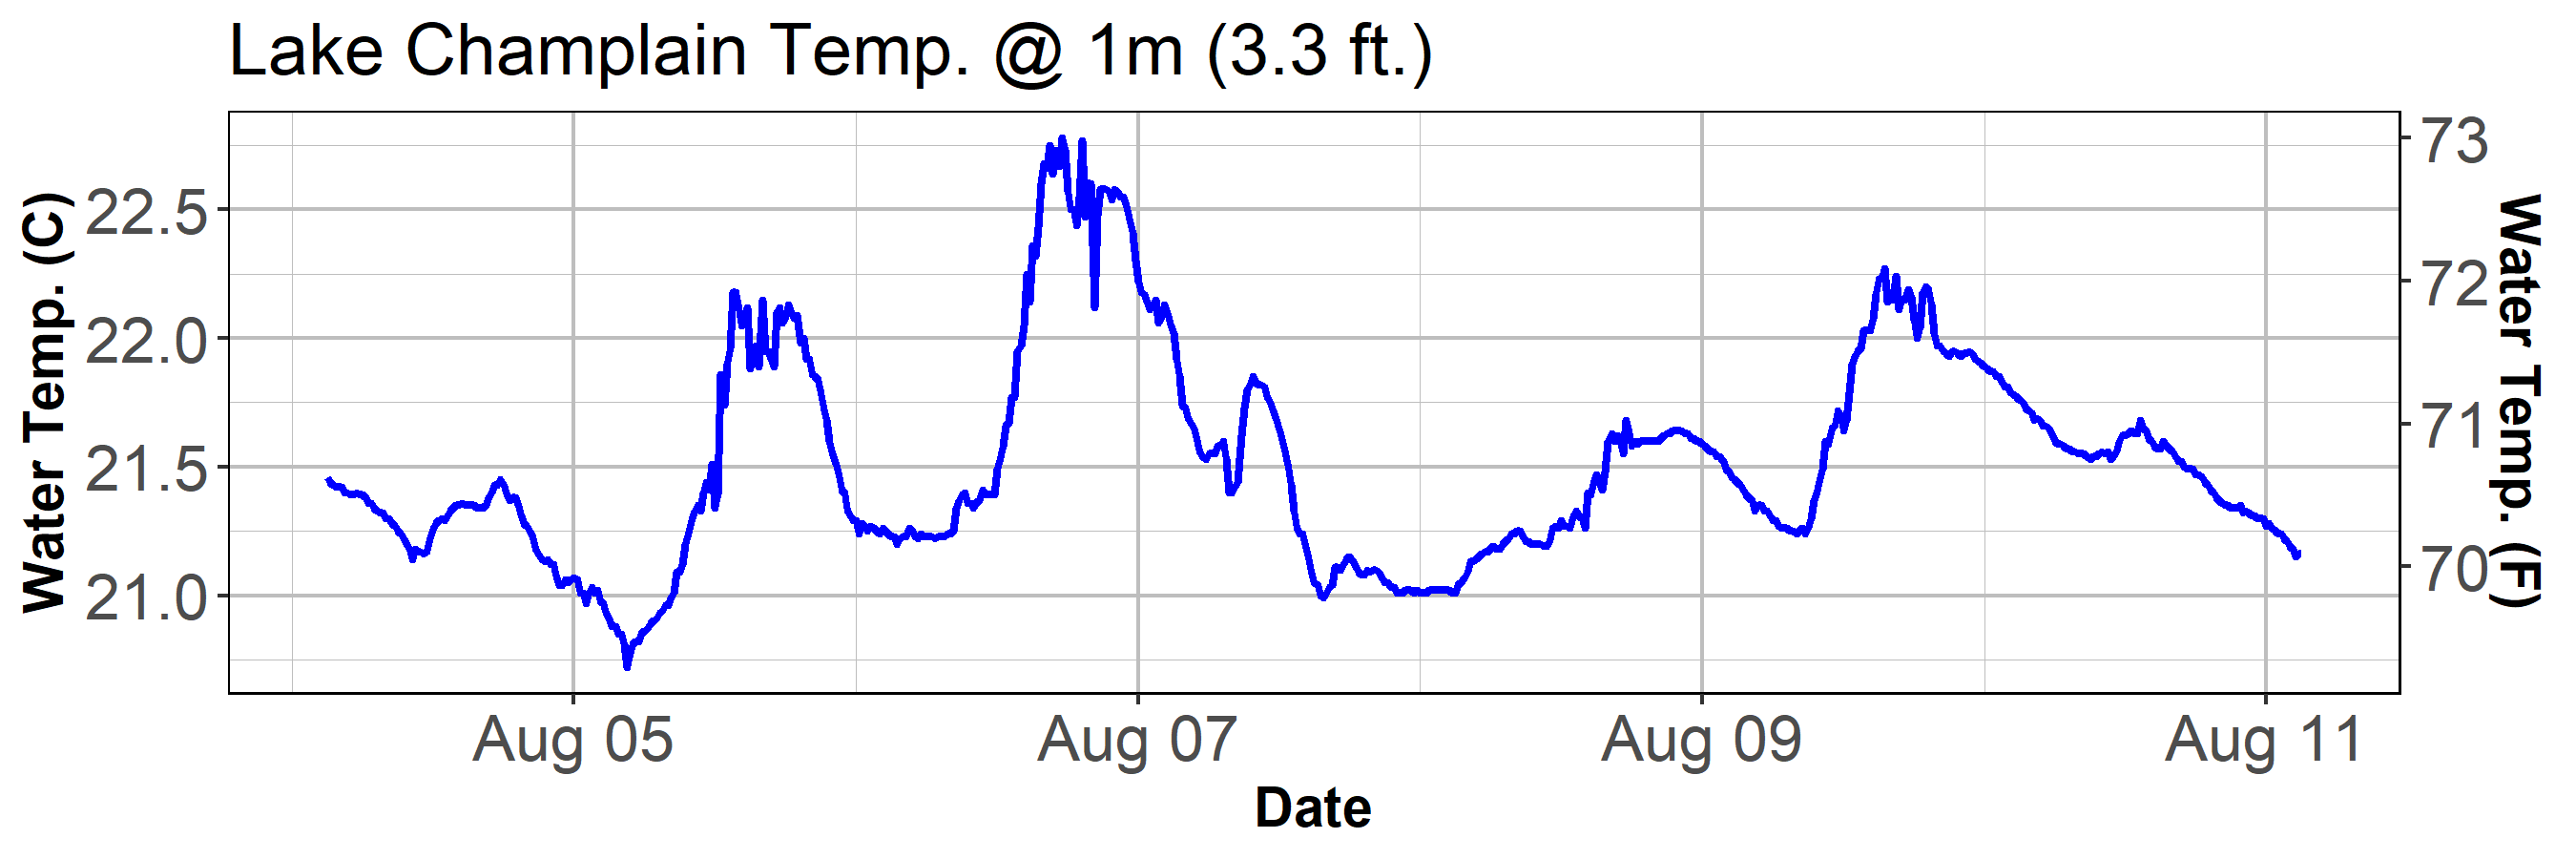 Lake Champlain Temp. @ 1m (3.3 ft.)
Water Temp. (C)
22.5
22.0
21.5
21.0
73
72
71
70
Water Temp. (F)
Aug 05
Aug 07
Aug 09
Aug 11
Date